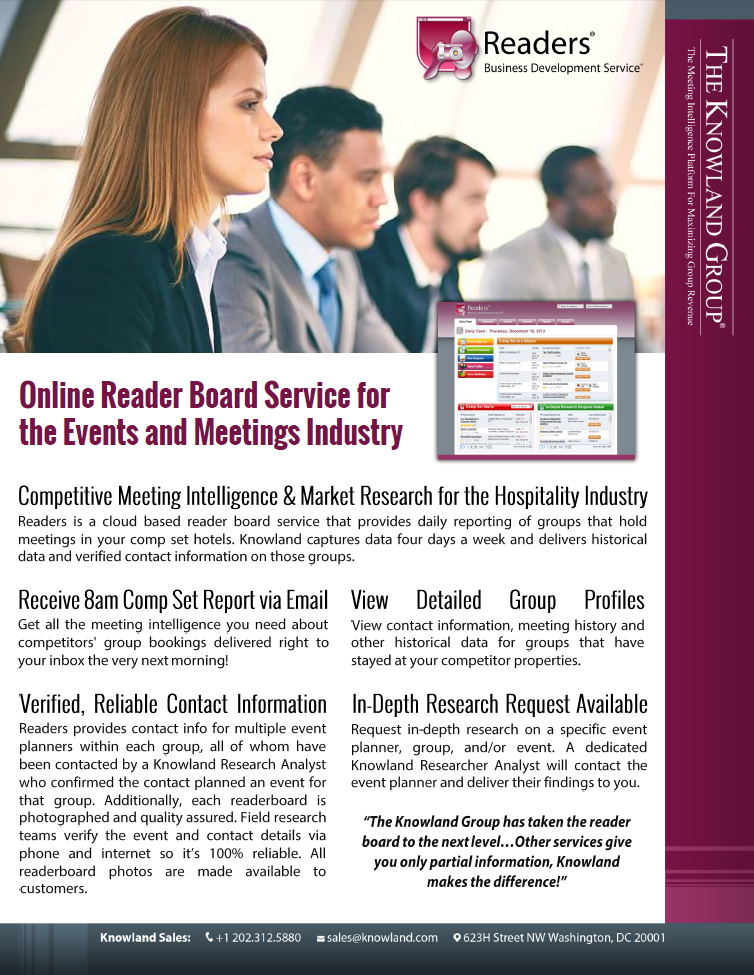 Readers®
Business Development Service™
THE KNOWLAND GROUP®
The Meeting Intelligence Platform For Maximizing Group Revenue
Readers
Daily Feed - Thursday, December 19, 2013
Online Reader Board Service for
the Events and Meetings Industry
Competitive Meeting Intelligence & Market Research for the Hospitality Industry
Readers is a cloud based reader board service that provides daily reporting of groups that hold
meetings in your comp set hotels. Knowland captures data four days a week and delivers historical
data and verified contact information on those groups.
Receive 8am Comp Set Report via Email
Get all the meeting intelligence you need about
competitors' group bookings delivered right to
your inbox the very next morning!
View Detailed Group Profiles
View contact information, meeting history and
other historical data for groups that have
stayed at your competitor properties.
Verified, Reliable Contact Information
Readers provides contact info for multiple event
planners within each group, all of whom have
been contacted by a Knowland Research Analyst
who confirmed the contact planned an event for
that group. Additionally, each readerboard is
photographed and quality assured. Field research
teams verify the event and contact details via
phone and internet so it’s 100% reliable. All
readerboard photos are made available to
customers.
In-Depth Research Request Available
Request in-depth research on a specific event
planner, group, and/or event. A dedicated
Knowland Researcher Analyst will contact the
event planner and deliver their findings to you.
“The Knowland Group has taken the reader
board to the next level…Other services give
you only partial information, Knowland
makes the difference!”
Knowland Sales: +1 202.312.5880 sales@knowland.com 623H Street NW Washington, DC 20001